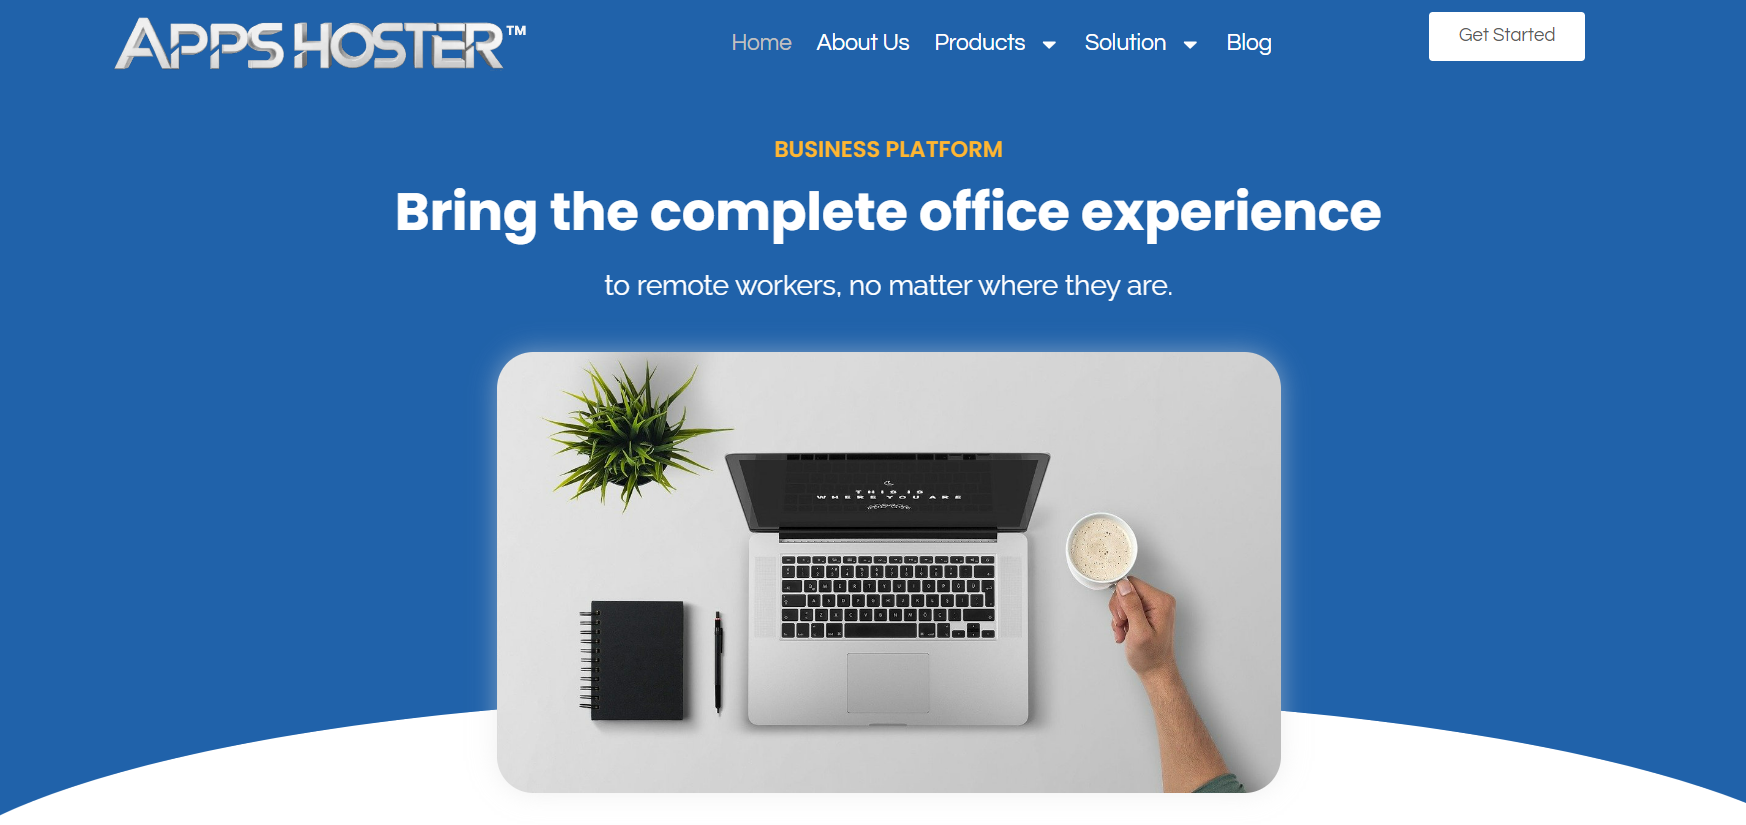 APPS HOSTER™
Home About Us Products Solution Blog
Get Started
BUSINESS PLATFORM
Bring the complete office experience
to remote workers, no matter where they are.
THIS IS
WHERE YOU ARE